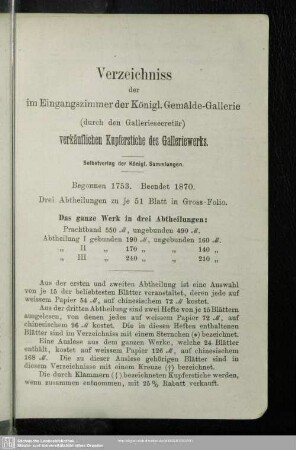 Verzeichniss
der
im Eingangszimmer der Königl. Gemälde-Gallerie
(durch den Galleriesecretär)
verkäuflichen Kupferstiche des Galleriewerks.
Selbstverlag der Königl. Sammlungen.
Begonnen 1753. Beendet 1870.
Drei Abtheilungen zu je 51 Blatt in Gross-Folio.
Das ganze Werk in drei Abtheilungen:
Prachtband 550 ℳ, ungebunden 490 ℳ.
Abtheilung I gebunden 190 ℳ, ungebunden 160 ℳ.
„ II „ 170 „ „ 140 „
„ III „ 240 „ „ 210 „
Aus der ersten und zweiten Abtheilung ist eine Auswahl
von je 15 der beliebtesten Blätter veranstaltet, deren jede auf
weissem Papier 54 ℳ, auf chinesischem 72 ℳ kostet.
Aus der dritten Abtheilung sind zwei Hefte von je 15 Blättern
ausgelesen, von denen jedes auf weissem Papier 72 ℳ, auf
chinesischem 96 ℳ kostet. Die in diesen Heften enthaltenen
Blätter sind im Verzeichniss mit einem Sternchen (*) bezeichnet.
Eine Auslese aus dem ganzen Werke, welche 24 Blätter
enthält, kostet auf weissem Papier 126 ℳ, auf chinesischem
168 ℳ. Die zu dieser Auslese gehörigen Blätter sind in
diesem Verzeichniss mit einem Kreuze (†) bezeichnet.
Die durch Klammern ({) bezeichneten Kupferstiche werden,
wenn zusammen entnommen, mit 25 % Rabatt verkauft.